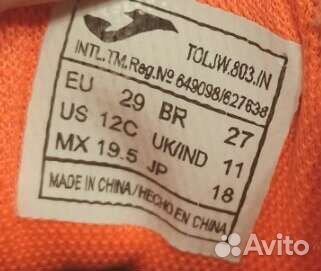 TOLJW.803.IN
INTL.TM.Reg.№ 649098/627638
EU 29 BR 27
US 12C UK/IND 11
MX 19.5 JP 18
MADE IN CHINA/HECHO EN CHINA
Avito